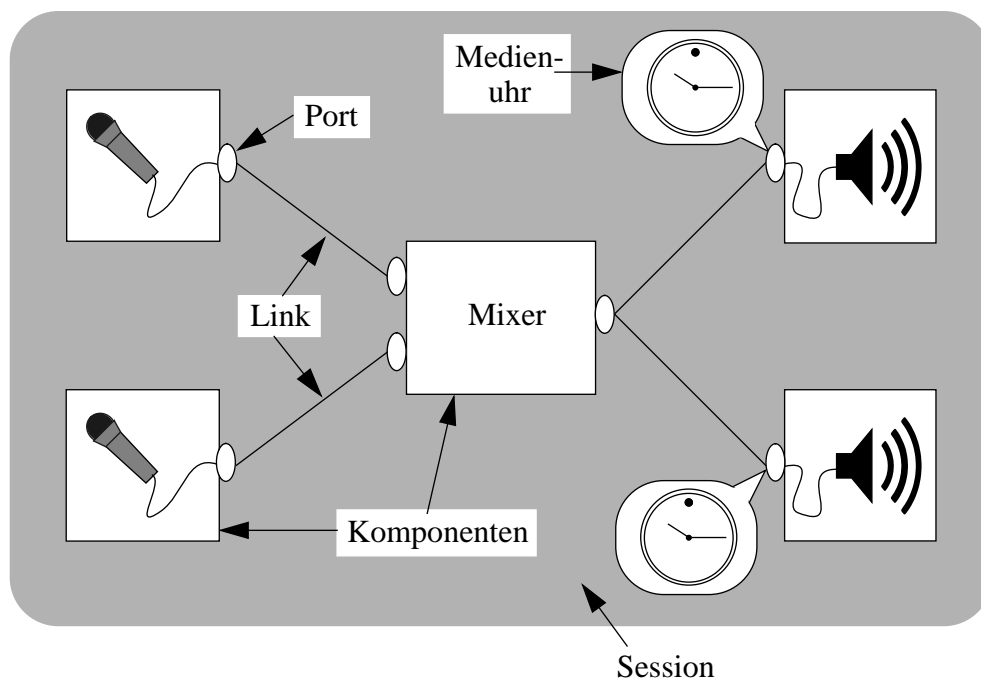 Medien-
uhr
Port
Link
Mixer
Komponenten
Session